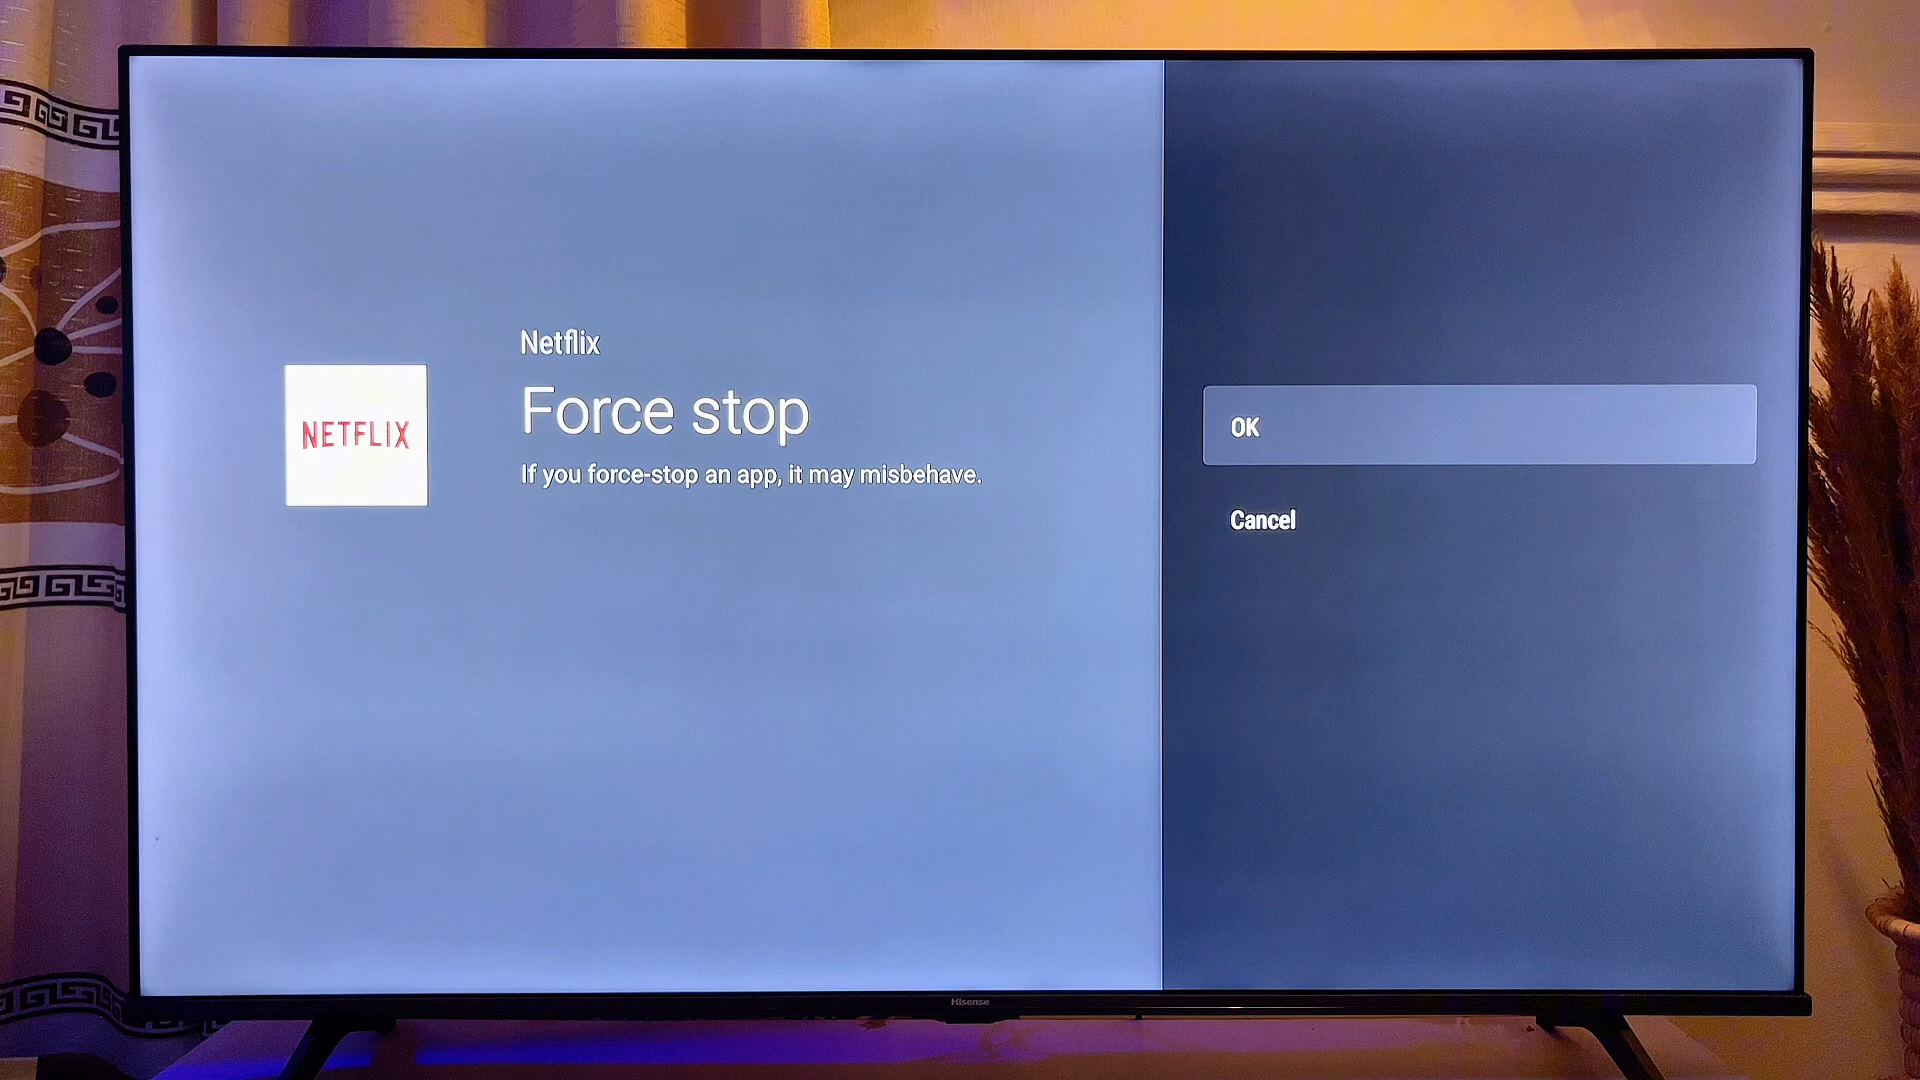 Netflix
NETFLIX
Force stop
If you force-stop an app, it may misbehave.
OK
Cancel
Hisense